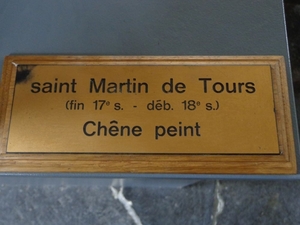 saint Martin de Tours
(fin 17e s. - déb. 18e s.)
Chêne peint